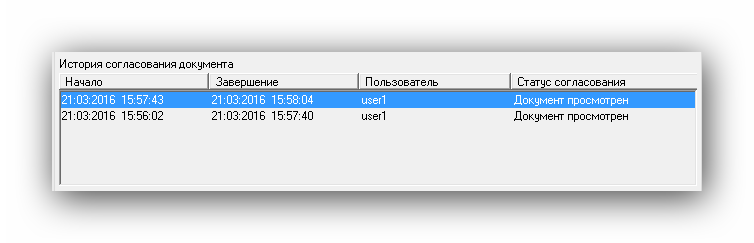 История согласования документа
Начало Завершение Пользователь Статус согласования
21:03:2016 15:57:43 21:03:2016 15:58:04 user1 Документ просмотрен
21:03:2016 15:56:02 21:03:2016 15:57:40 user1 Документ просмотрен